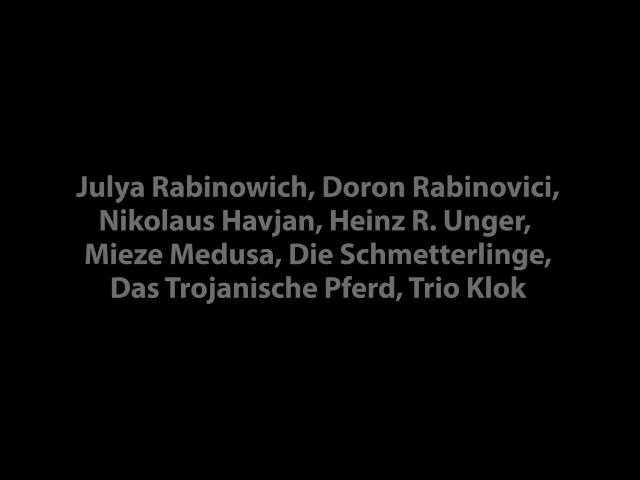 Julya Rabinowich, Doron Rabinovici,
Nikolaus Havjan, Heinz R. Unger,
Mieze Medusa, Die Schmetterlinge,
Das Trojanische Pferd, Trio Klok